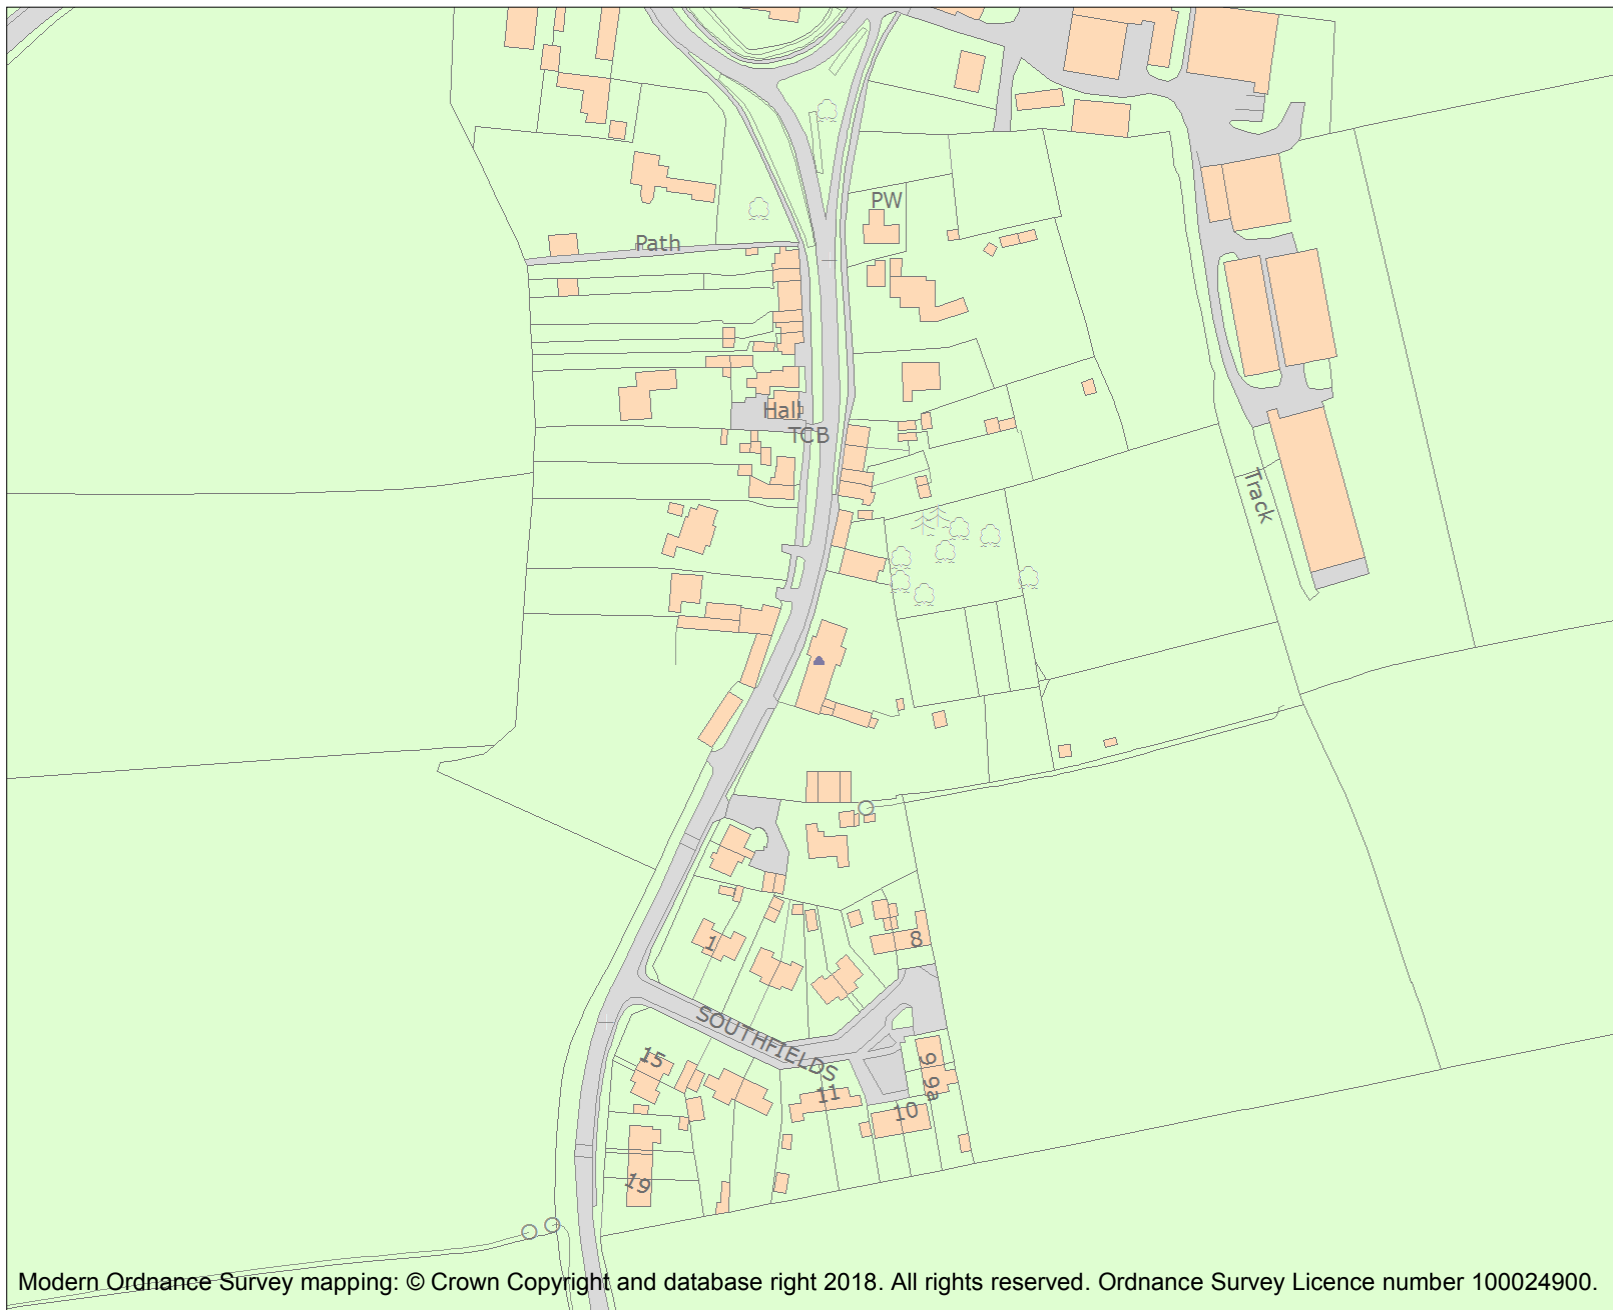 PW
Path
Hall
TCB
Track
1
8
SOUTHFIELDS
15
9
9a
11
10
19
Modern Ordnance Survey mapping: © Crown Copyright and database right 2018. All rights reserved. Ordnance Survey Licence number 100024900.